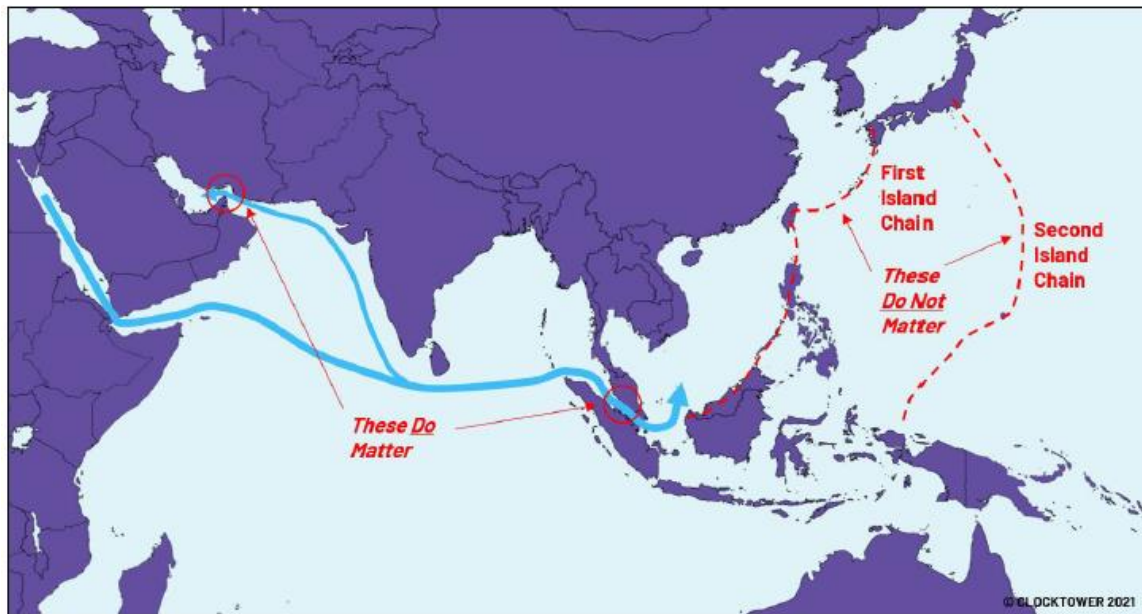 First
Island
Chain
Second
Island
Chain
These
Do Not
Matter
These Do
Matter
© CLOCKTOWER 2021